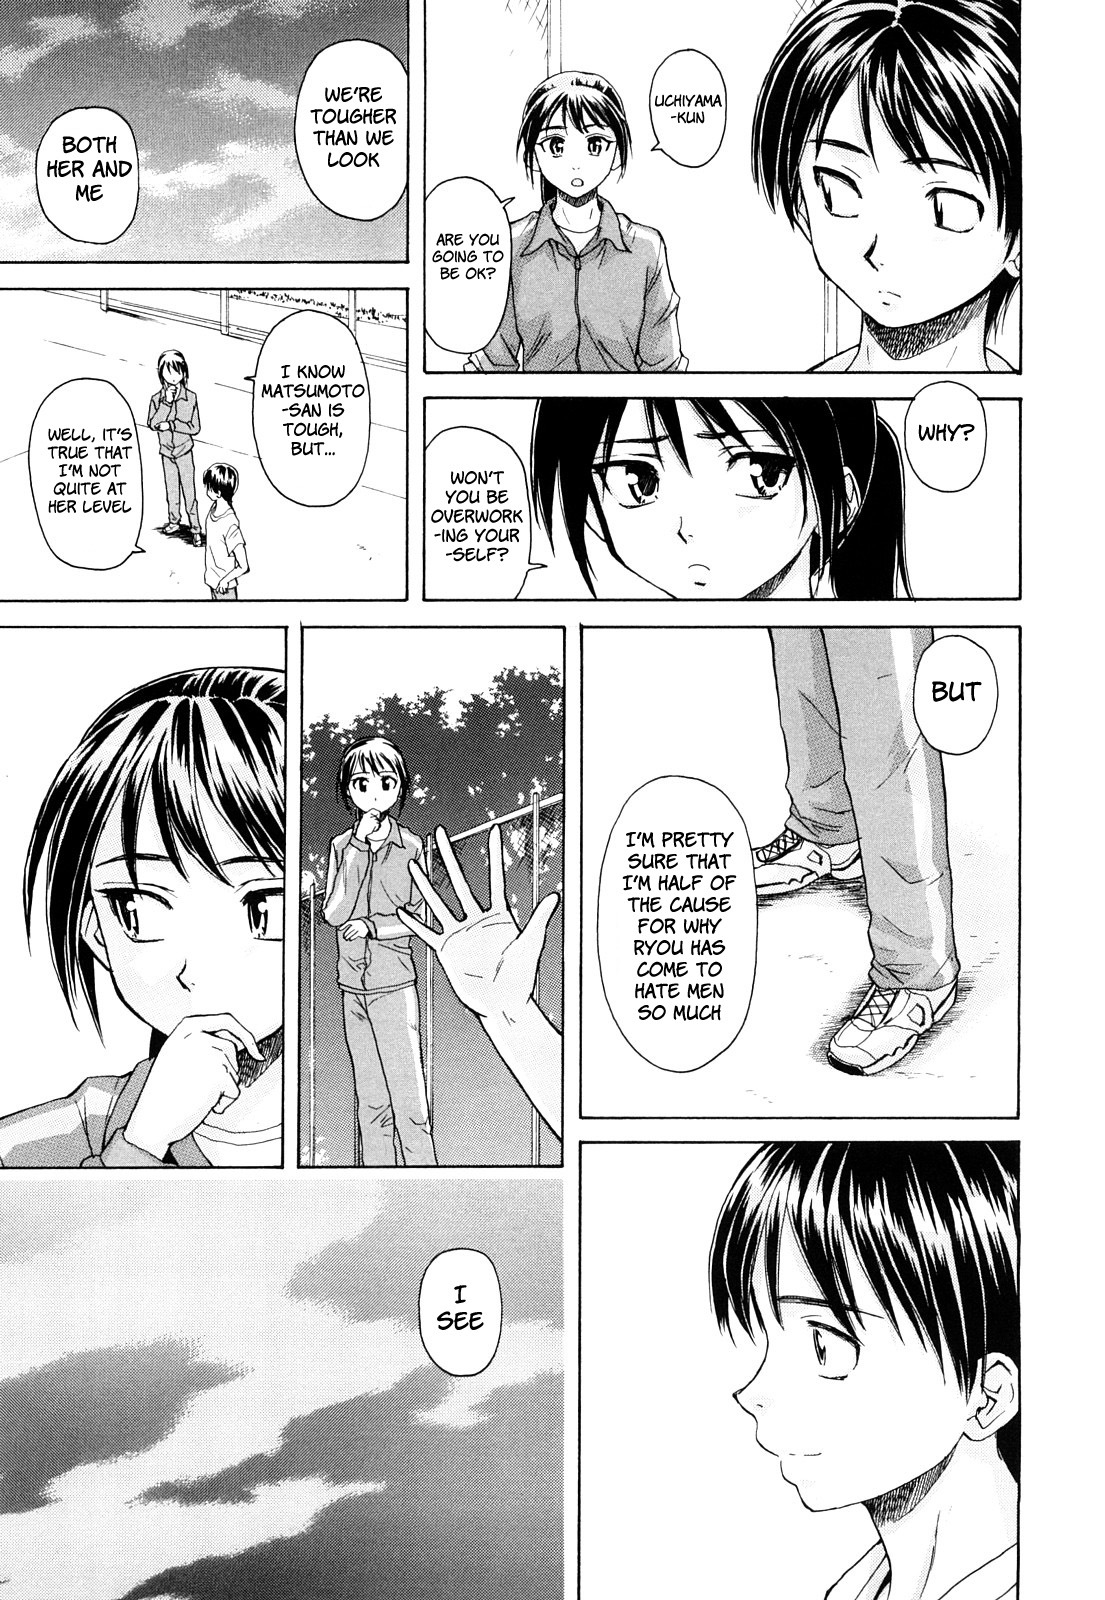 UCHIYAMA
-KUN
ARE YOU
GOING TO
BE OK?
WE'RE
TOUGHER
THAN WE
LOOK
BOTH
HER AND
ME
WHY?
WON'T
YOU BE
OVERWORK
-ING YOUR
-SELF?
I KNOW
MATSUMOTO
-SAN IS
TOUGH,
BUT...
WELL, IT'S
TRUE THAT
I'M NOT
QUITE AT
HER LEVEL
BUT
I'M PRETTY
SURE THAT
I'M HALF OF
THE CAUSE
FOR WHY
RYOU HAS
COME TO
HATE MEN
SO MUCH
I
SEE